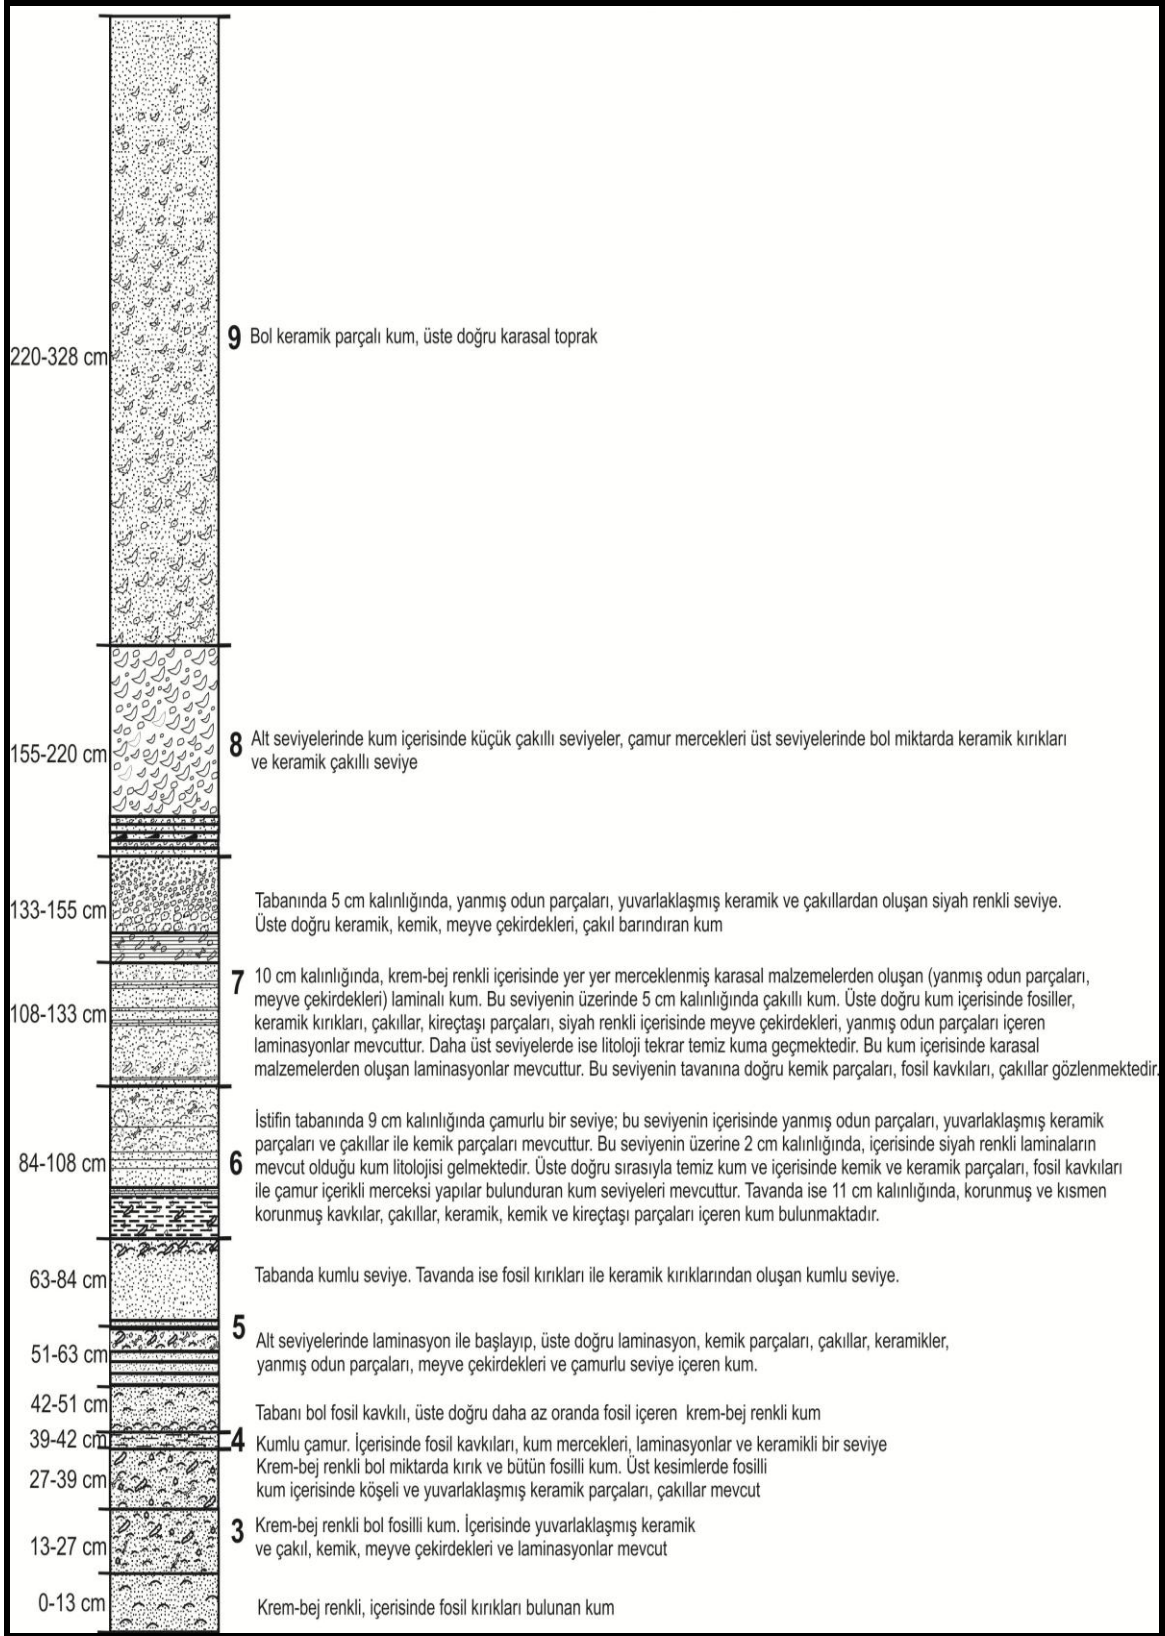 220-328 cm
9 Bol keramik parçalı kum, üste doğru karasal toprak
155-220 cm
8 Alt seviyelerinde kum içerisinde küçük çakıllı seviyeler, çamur mercekleri üst seviyelerinde bol miktarda keramik kırıkları
ve keramik çakıllı seviye
133-155 cm
Tabanında 5 cm kalınlığında, yanmış odun parçaları, yuvarlaklaşmış keramik ve çakıllardan oluşan siyah renkli seviye.
Üste doğru keramik, kemik, meyve çekirdekleri, çakıl barındıran kum
108-133 cm
7 10 cm kalınlığında, krem-bej renkli içerisinde yer yer merceklenmiş karasal malzemelerden oluşan (yanmış odun parçaları,
meyve çekirdekleri) laminalı kum. Bu seviyenin üzerinde 5 cm kalınlığında çakıllı kum. Üste doğru kum içerisinde fosiller,
keramik kırıkları, çakıllar, kireçtaşı parçaları, siyah renkli içerisinde meyve çekirdekleri, yanmış odun parçaları içeren
laminasyonlar mevcuttur. Daha üst seviyelerde ise litoloji tekrar temiz kuma geçmektedir. Bu kum içerisinde karasal
malzemelerden oluşan laminasyonlar mevcuttur. Bu seviyenin tavanına doğru kemik parçaları, fosil kavkıları, çakıllar gözlenmektedir.
84-108 cm
6 İstifin tabanında 9 cm kalınlığında çamurlu bir seviye; bu seviyenin içerisinde yanmış odun parçaları, yuvarlaklaşmış keramik
parçaları ve çakıllar ile kemik parçaları mevcuttur. Bu seviyenin üzerine 2 cm kalınlığında, içerisinde siyah renkli laminaların
mevcut olduğu kum litolojisi gelmektedir. Üste doğru sırasıyla temiz kum ve içerisinde kemik ve keramik parçaları, fosil kavkıları
ile çamur içerikli merceksi yapılar bulunduran kum seviyeleri mevcuttur. Tavanda ise 11 cm kalınlığında, korunmuş ve kısmen
korunmuş kavkılar, çakıllar, keramik, kemik ve kireçtaşı parçaları içeren kum bulunmaktadır.
63-84 cm
Tabanda kumlu seviye. Tavanda ise fosil kırıkları ile keramik kırıklarından oluşan kumlu seviye.
5
51-63 cm
Alt seviyelerinde laminasyon ile başlayıp, üste doğru laminasyon, kemik parçaları, çakıllar, keramikler,
yanmış odun parçaları, meyve çekirdekleri ve çamurlu seviye içeren kum.
42-51 cm
Tabanı bol fosil kavkılı, üste doğru daha az oranda fosil içeren krem-bej renkli kum
39-42 cm
4 Kumlu çamur. İçerisinde fosil kavkıları, kum mercekleri, laminasyonlar ve keramikli bir seviye
27-39 cm
Krem-bej renkli bol miktarda kırık ve bütün fosilli kum. Üst kesimlerde fosilli
kum içerisinde köşeli ve yuvarlaklaşmış keramik parçaları, çakıllar mevcut
13-27 cm
3 Krem-bej renkli bol fosilli kum. İçerisinde yuvarlaklaşmış keramik
ve çakıl, kemik, meyve çekirdekleri ve laminasyonlar mevcut
0-13 cm
Krem-bej renkli, içerisinde fosil kırıkları bulunan kum